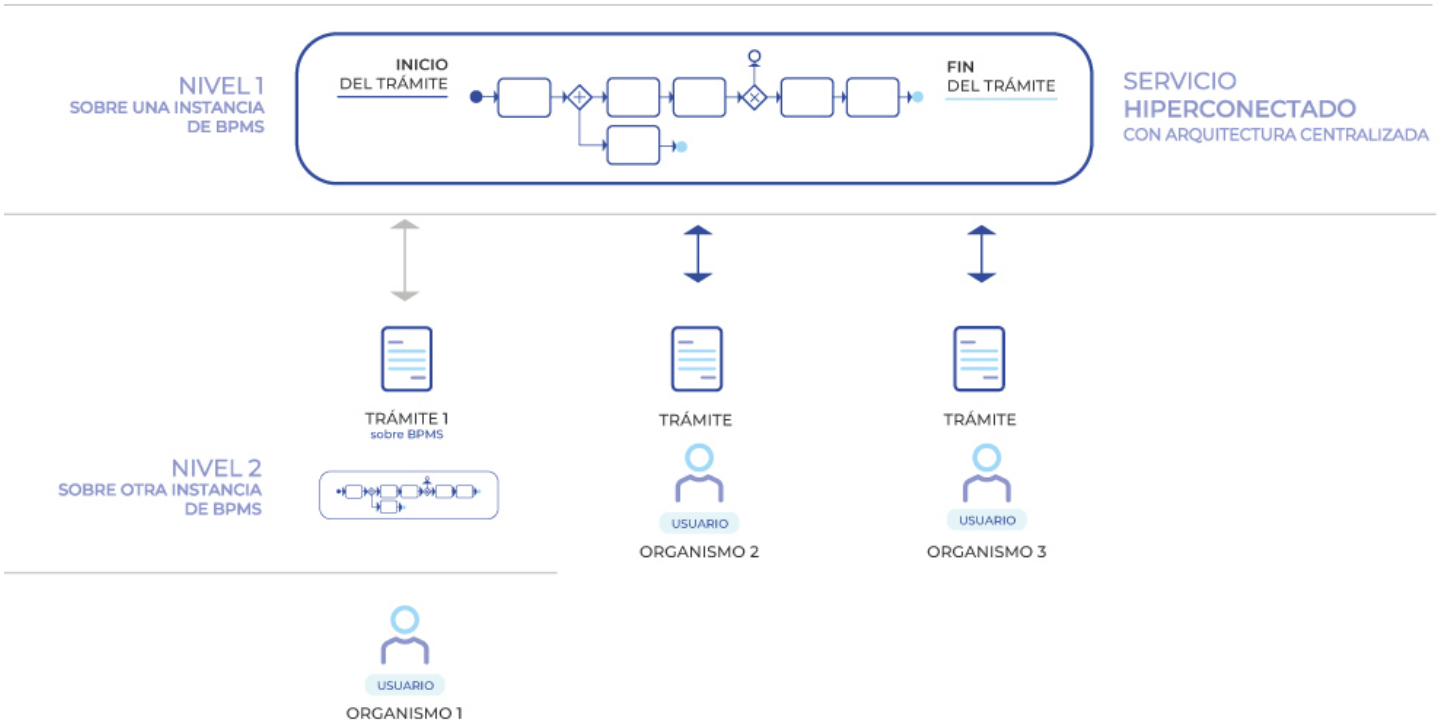 NIVEL 1
SOBRE UNA INSTANCIA
DE BPMS
INICIO
DEL TRÁMITE
FIN
DEL TRÁMITE
SERVICIO
HIPERCONECTADO
CON ARQUITECTURA CENTRALIZADA
TRÁMITE 1
sobre BPMS
TRÁMITE
TRÁMITE
NIVEL 2
SOBRE OTRA INSTANCIA
DE BPMS
USUARIO
ORGANISMO 2
USUARIO
ORGANISMO 3
USUARIO
ORGANISMO 1